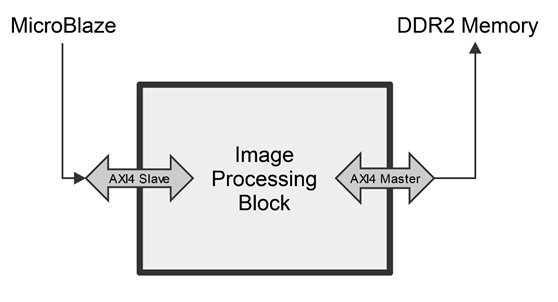 MicroBlaze
DDR2 Memory
AXI4 Slave
Image
Processing
Block
AXI4 Master